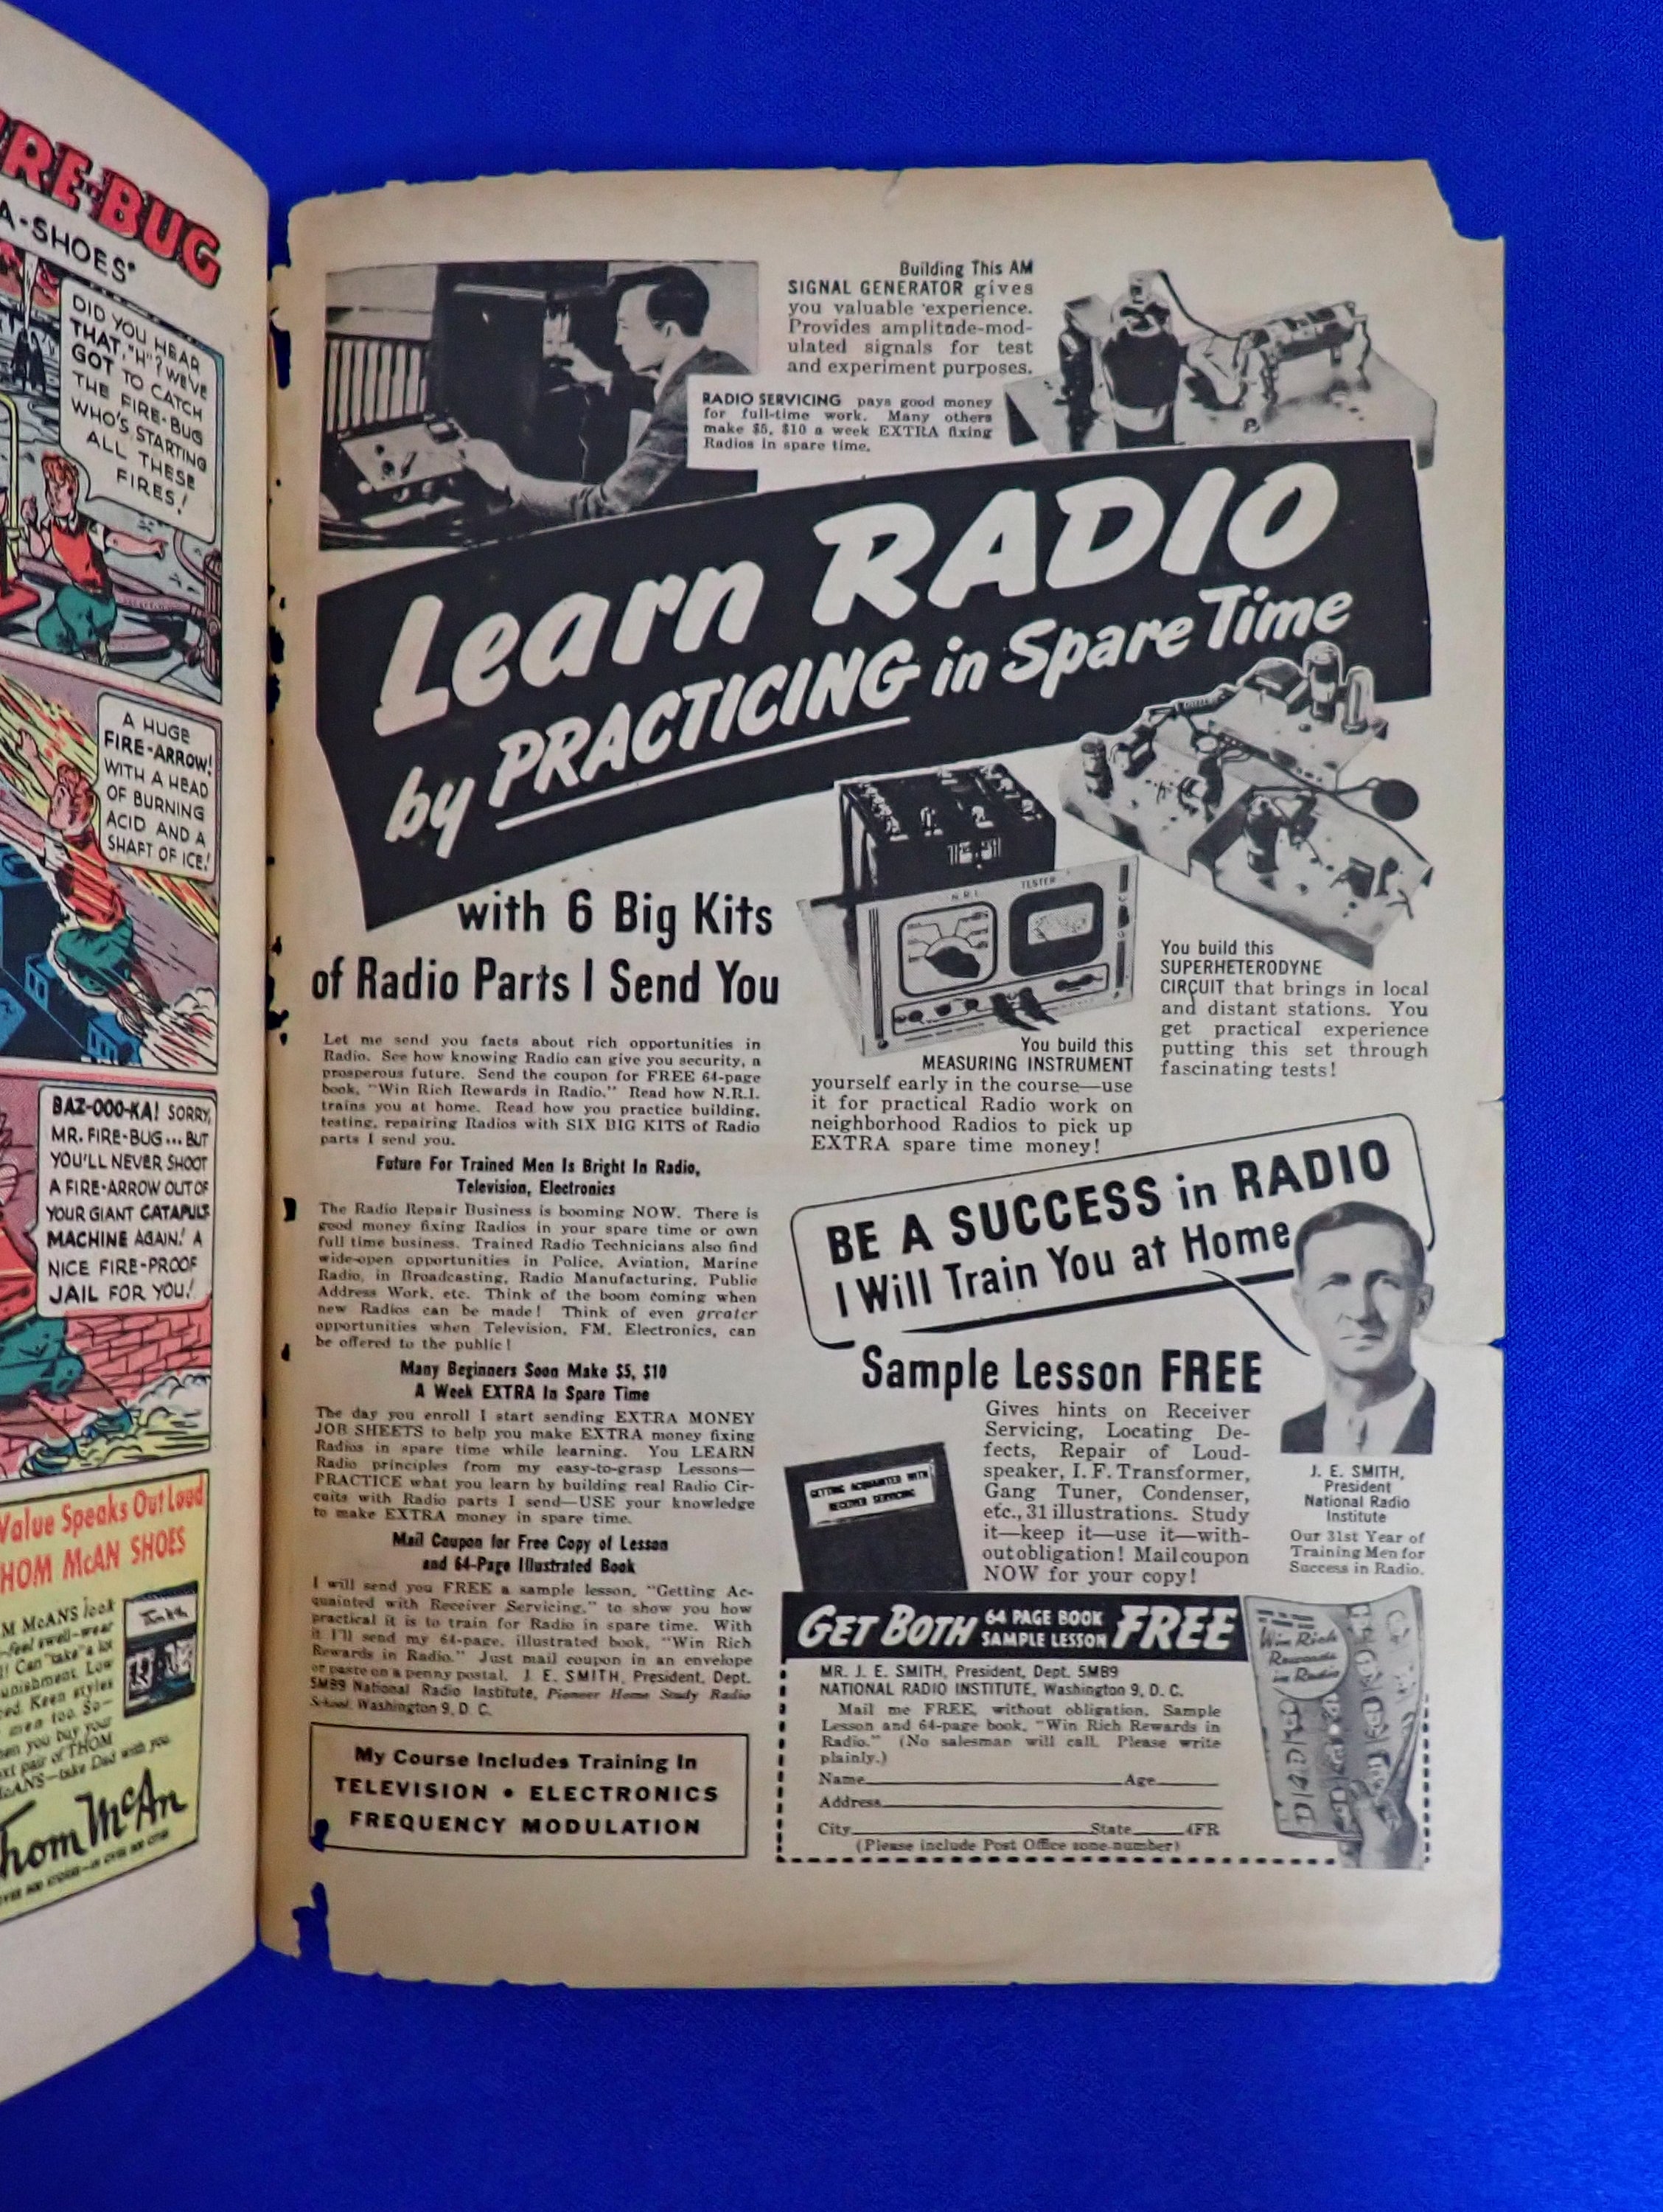 RE-BUG
A-SHOES"
DID YOU HEAR
THAT, "H"? WE'VE
GOT TO CATCH
THE FIRE-BUG
WHO'S STARTING
ALL THESE
FIRES!
A HUGE
FIRE-ARROW!
WITH A HEAD
OF BURNING
ACID AND A
SHAFT OF ICE!
BAZ-OOO-KA! SORRY,
MR. FIRE-BUG... BUT
YOU'LL NEVER SHOOT
A FIRE-ARROW OUT OF
YOUR GIANT CATAPULT
MACHINE AGAIN! A
NICE FIRE-PROOF
JAIL FOR YOU!
Value Speaks Out Loud
HOM McAN SHOES
M McANS look
—feel swell—wear
! Can "take" a lot
unishment. Low
ced. Keen styles
men too. So—
hen you buy your
ext pair of THOM
McANS—take Dad with you
Thom McAn
Building This AM
SIGNAL GENERATOR gives
you valuable experience.
Provides amplitude-mod-
ulated signals for test
and experiment purposes.
RADIO SERVICING pays good money
for full-time work. Many others
make $5, $10 a week EXTRA fixing
Radios in spare time.
Learn RADIO
by PRACTICING in Spare Time
with 6 Big Kits
of Radio Parts I Send You
Let me send you facts about rich opportunities in
Radio. See how knowing Radio can give you security, a
prosperous future. Send the coupon for FREE 64-page
book, "Win Rich Rewards in Radio." Read how N.R.I.
trains you at home. Read how you practice building,
testing, repairing Radios with SIX BIG KITS of Radio
parts I send you.
Future For Trained Men Is Bright In Radio,
Television, Electronics
The Radio Repair Business is booming NOW. There is
good money fixing Radios in your spare time or own
full time business. Trained Radio Technicians also find
wide-open opportunities in Police, Aviation, Marine
Radio, in Broadcasting, Radio Manufacturing, Public
Address Work, etc. Think of the boom coming when
new Radios can be made! Think of even greater
opportunities when Television, FM, Electronics, can
be offered to the public!
Many Beginners Soon Make $5, $10
A Week EXTRA In Spare Time
The day you enroll I start sending EXTRA MONEY
JOB SHEETS to help you make EXTRA money fixing
Radios in spare time while learning. You LEARN
Radio principles from my easy-to-grasp Lessons—
PRACTICE what you learn by building real Radio Cir-
cuits with Radio parts I send—USE your knowledge
to make EXTRA money in spare time.
Mail Coupon for Free Copy of Lesson
and 64-Page Illustrated Book
I will send you FREE a sample lesson, "Getting Ac-
quainted with Receiver Servicing," to show you how
practical it is to train for Radio in spare time. With
it I'll send my 64-page, illustrated book, "Win Rich
Rewards in Radio." Just mail coupon in an envelope
or paste on a penny postal. J. E. SMITH, President, Dept.
5MB9 National Radio Institute, Pioneer Home Study Radio
School, Washington 9, D. C.
My Course Includes Training In
TELEVISION • ELECTRONICS
FREQUENCY MODULATION
N. R. I. TESTER
You build this
MEASURING INSTRUMENT
yourself early in the course—use
it for practical Radio work on
neighborhood Radios to pick up
EXTRA spare time money!
You build this
SUPERHETERODYNE
CIRCUIT that brings in local
and distant stations. You
get practical experience
putting this set through
fascinating tests!
BE A SUCCESS in RADIO
I Will Train You at Home
Sample Lesson FREE
Gives hints on Receiver
Servicing, Locating De-
fects, Repair of Loud-
speaker, I. F. Transformer,
Gang Tuner, Condenser,
etc., 31 illustrations. Study
it—keep it—use it—with-
out obligation! Mail coupon
NOW for your copy!
GETTING ACQUAINTED WITH
RECEIVER SERVICING
J. E. SMITH,
President
National Radio
Institute
Our 31st Year of
Training Men for
Success in Radio.
GET BOTH 64 PAGE BOOK SAMPLE LESSON FREE
MR. J. E. SMITH, President, Dept. 5MB9
NATIONAL RADIO INSTITUTE, Washington 9, D. C.
Mail me FREE, without obligation, Sample
Lesson and 64-page book, "Win Rich Rewards in
Radio." (No salesman will call. Please write
plainly.)
Name Age
Address
City State 4FR
(Please include Post Office zone number)
Win Rich
Rewards
in Radio